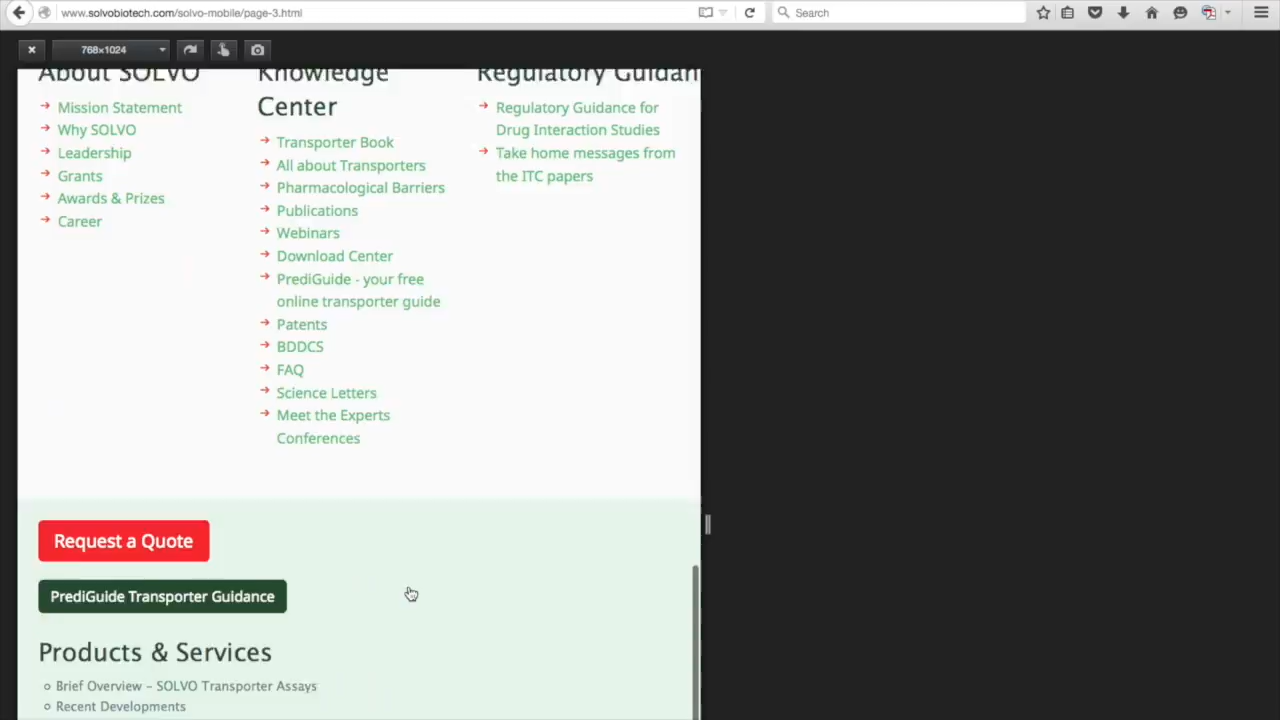 www.solvobiotech.com/solvo-mobile/page-3.html
Search
768×1024
About SOLVO
Mission Statement
Why SOLVO
Leadership
Grants
Awards & Prizes
Career
Knowledge
Center
Transporter Book
All about Transporters
Pharmacological Barriers
Publications
Webinars
Download Center
PrediGuide - your free
online transporter guide
Patents
BDDCS
FAQ
Science Letters
Meet the Experts
Conferences
Regulatory Guidan
Regulatory Guidance for
Drug Interaction Studies
Take home messages from
the ITC papers
Request a Quote
PrediGuide Transporter Guidance
Products & Services
Brief Overview – SOLVO Transporter Assays
Recent Developments